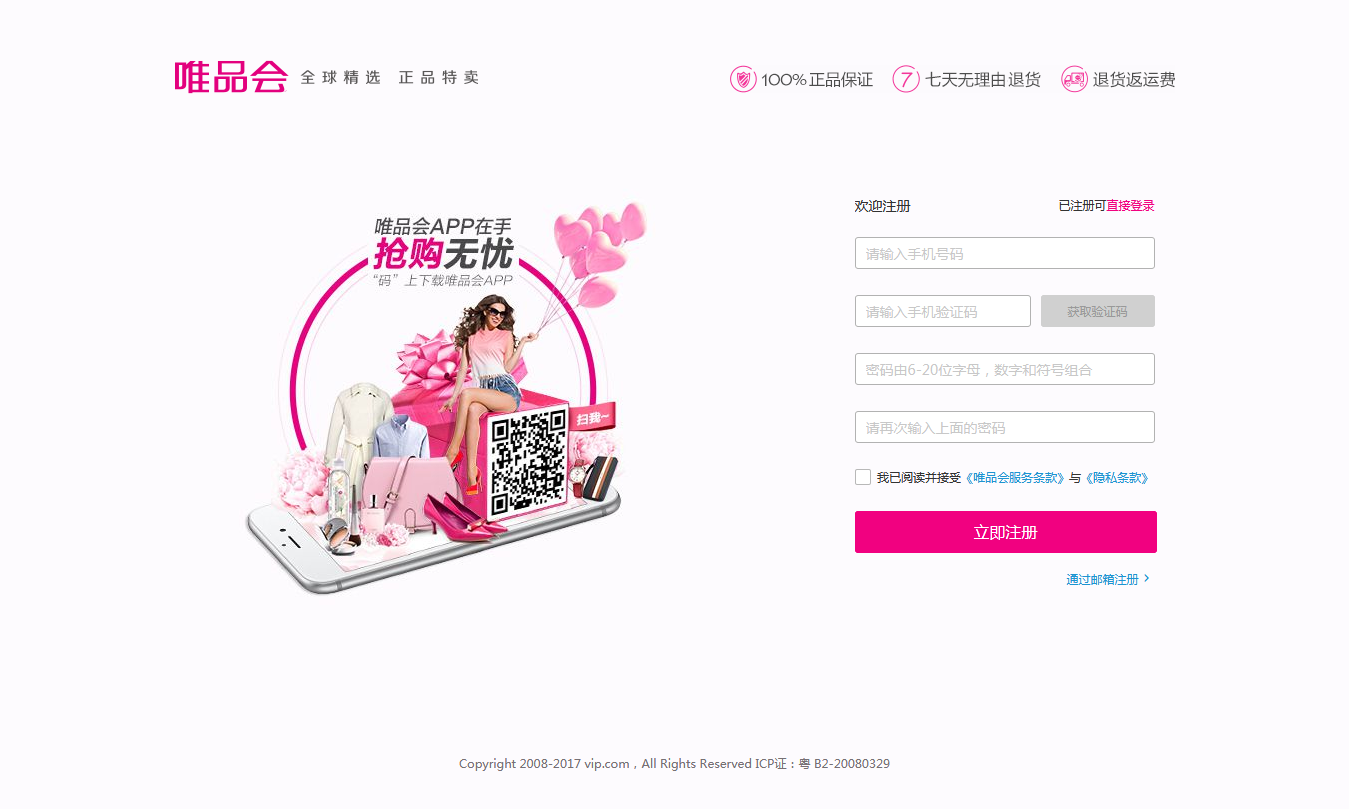 唯品会 全球精选 正品特卖
100%正品保证 7 七天无理由退货 退货返运费
唯品会APP在手
抢购无忧
“码”上下载唯品会APP
扫我~
欢迎注册 已注册可直接登录
请输入手机号码
请输入手机验证码 获取验证码
密码由6-20位字母，数字和符号组合
请再次输入上面的密码
我已阅读并接受《唯品会服务条款》与《隐私条款》
立即注册
通过邮箱注册 >
Copyright 2008-2017 vip.com，All Rights Reserved ICP证：粤 B2-20080329